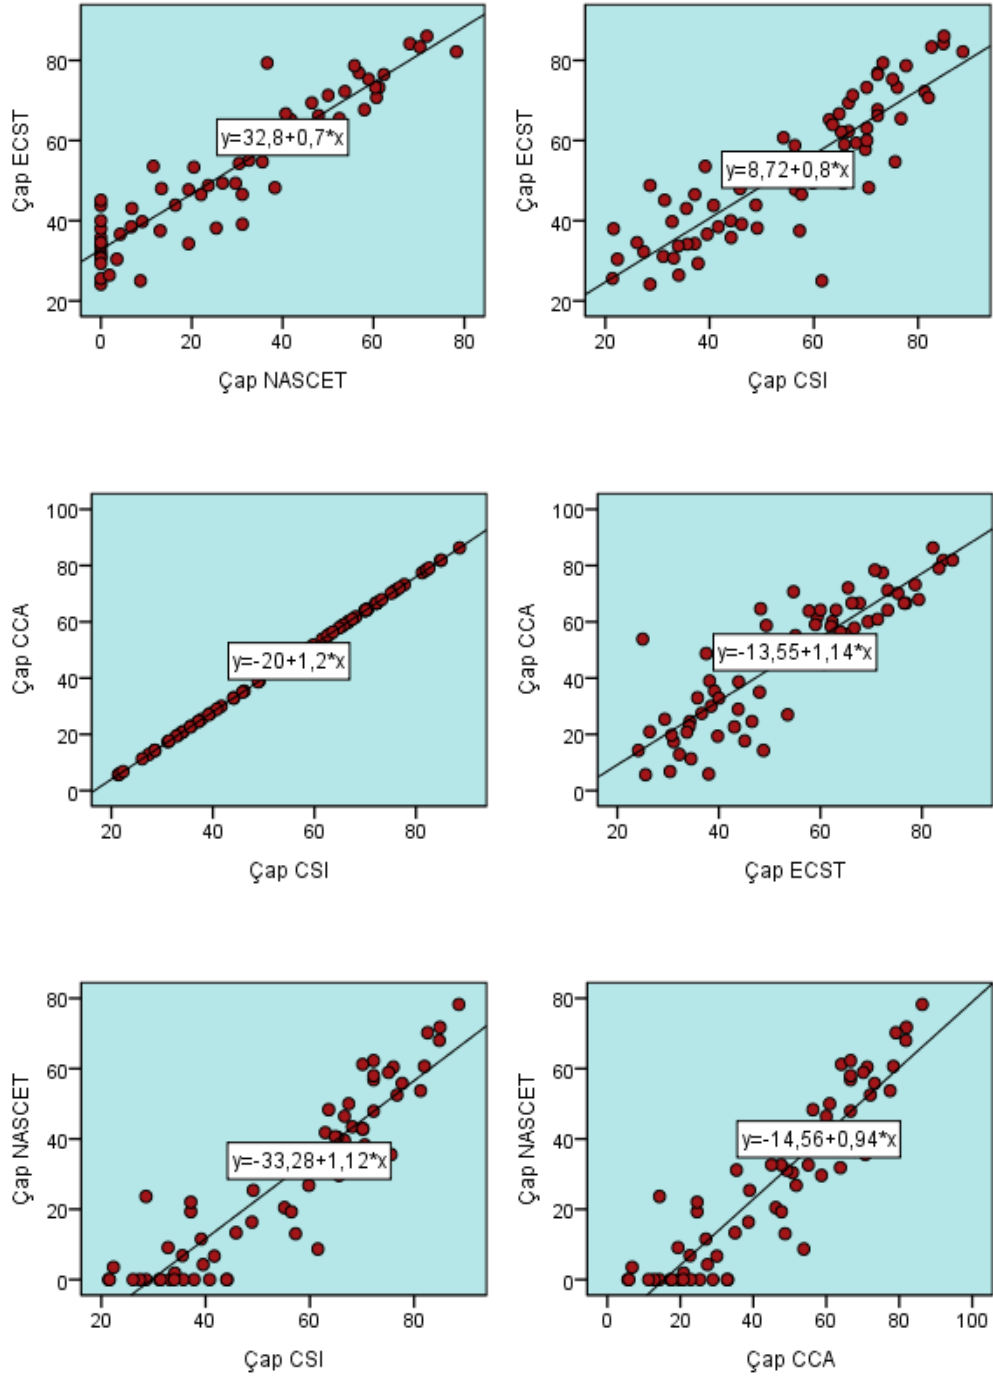 Çap ECST
80
60
40
20
y=32,8+0,7*x
0 20 40 60 80
Çap NASCET
Çap ECST
80
60
40
20
y=8,72+0,8*x
20 40 60 80
Çap CSI
Çap CCA
100
80
60
40
20
0
y=-20+1,2*x
20 40 60 80
Çap CSI
Çap CCA
100
80
60
40
20
0
y=-13,55+1,14*x
20 40 60 80
Çap ECST
Çap NASCET
80
60
40
20
0
y=-33,28+1,12*x
20 40 60 80
Çap CSI
Çap NASCET
80
60
40
20
0
y=-14,56+0,94*x
0 20 40 60 80 100
Çap CCA